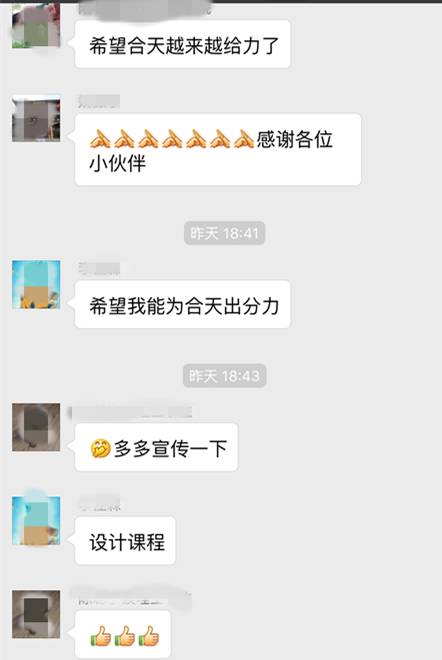 希望合天越来越给力了
感谢各位
小伙伴
昨天 18:41
希望我能为合天出分力
昨天 18:43
多多宣传一下
设计课程